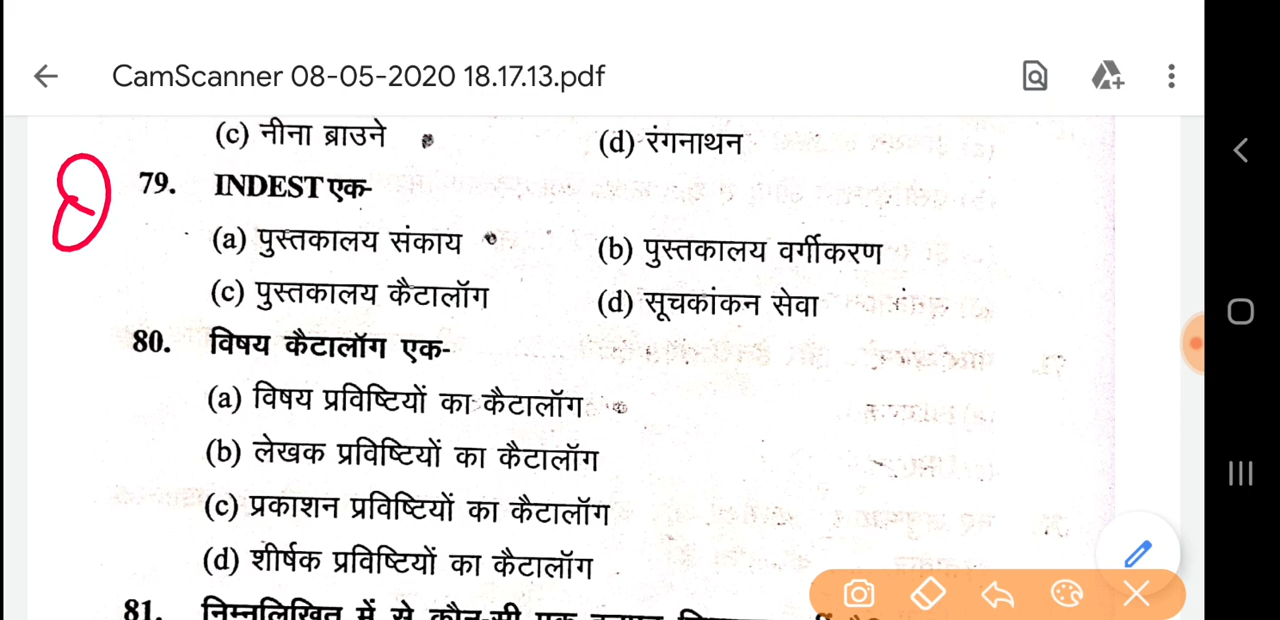 CamScanner 08-05-2020 18.17.13.pdf
(c) नीना ब्राउने (d) रंगनाथन
79. INDEST एक-
(a) पुस्तकालय संकाय (b) पुस्तकालय वर्गीकरण
(c) पुस्तकालय कैटालॉग (d) सूचकांकन सेवा
80. विषय कैटालॉग एक-
(a) विषय प्रविष्टियों का कैटालॉग
(b) लेखक प्रविष्टियों का कैटालॉग
(c) प्रकाशन प्रविष्टियों का कैटालॉग
(d) शीर्षक प्रविष्टियों का कैटालॉग
81. निम्नलिखित में से कौन-सी एक